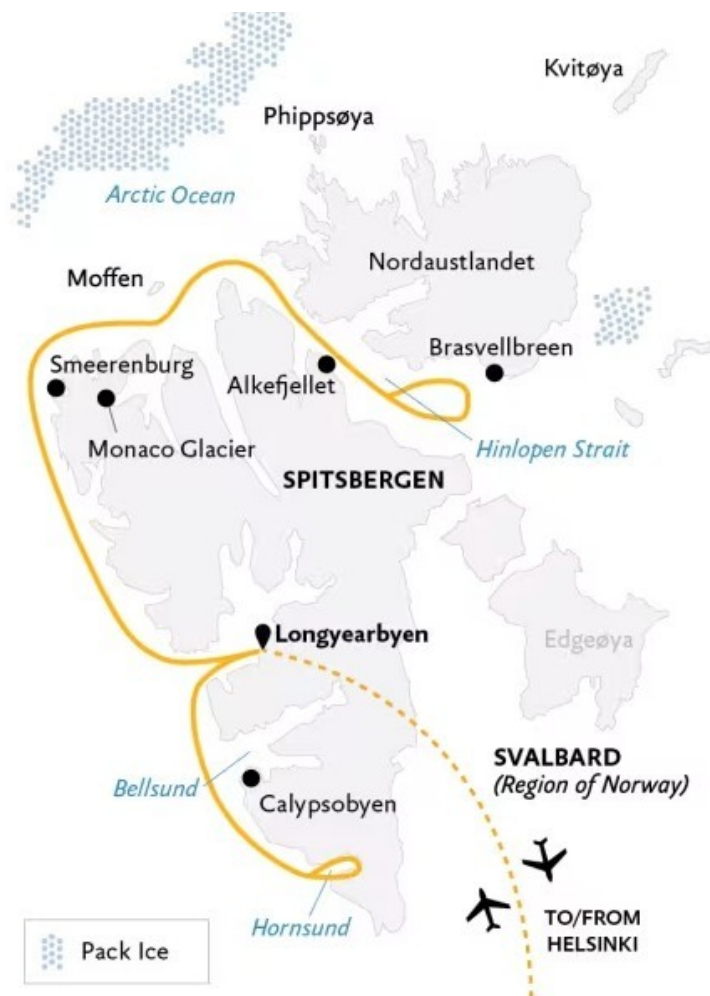 Kvitøya
Phippsøya
Arctic Ocean
Nordaustlandet
Moffen
Brasvellbreen
Smeerenburg
Alkefjellet
Monaco Glacier
Hinlopen Strait
SPITSBERGEN
Longyearbyen
Edgeøya
SVALBARD
(Region of Norway)
Bellsund
Calypsobyen
Hornsund
TO/FROM
HELSINKI
Pack Ice